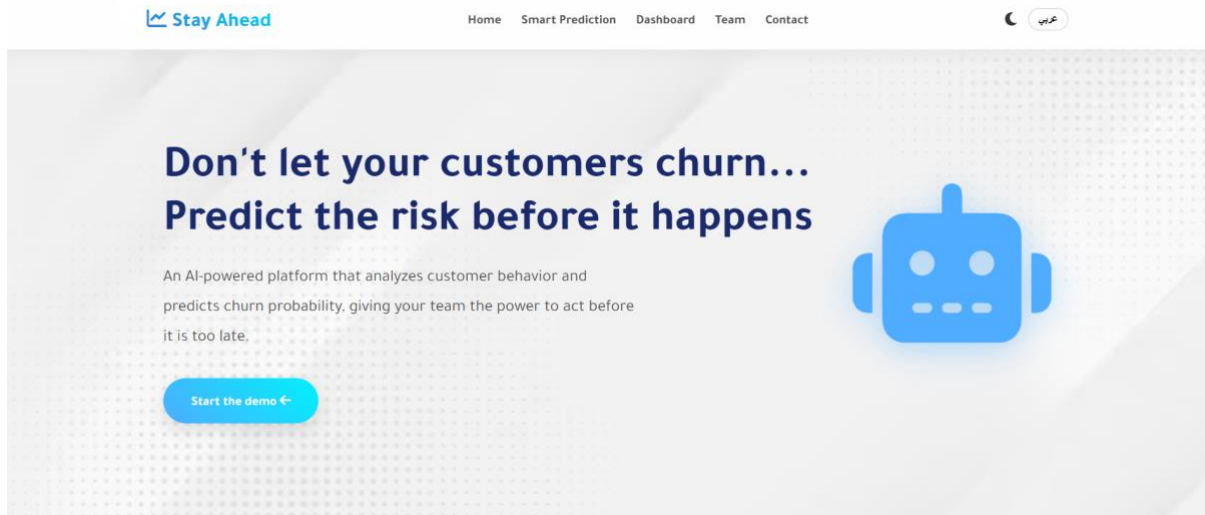 Stay Ahead
Home Smart Prediction Dashboard Team Contact
عربي
Don't let your customers churn...
Predict the risk before it happens
An AI-powered platform that analyzes customer behavior and
predicts churn probability, giving your team the power to act before
it is too late.
Start the demo ←